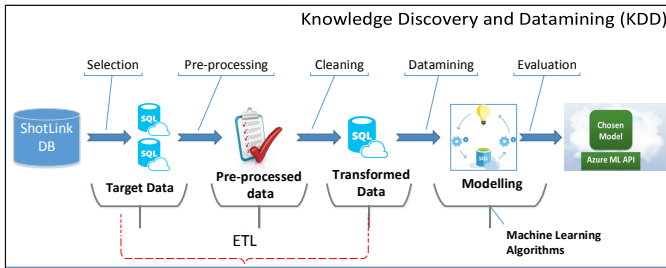 Knowledge Discovery and Datamining (KDD)
Selection
Pre-processing
Cleaning
Datamining
Evaluation
ShotLink
DB
SQL
SQL
SQL
SQL
Chosen
Model
Azure ML API
Target Data
Pre-processed
data
Transformed
Data
Modelling
ETL
Machine Learning
Algorithms